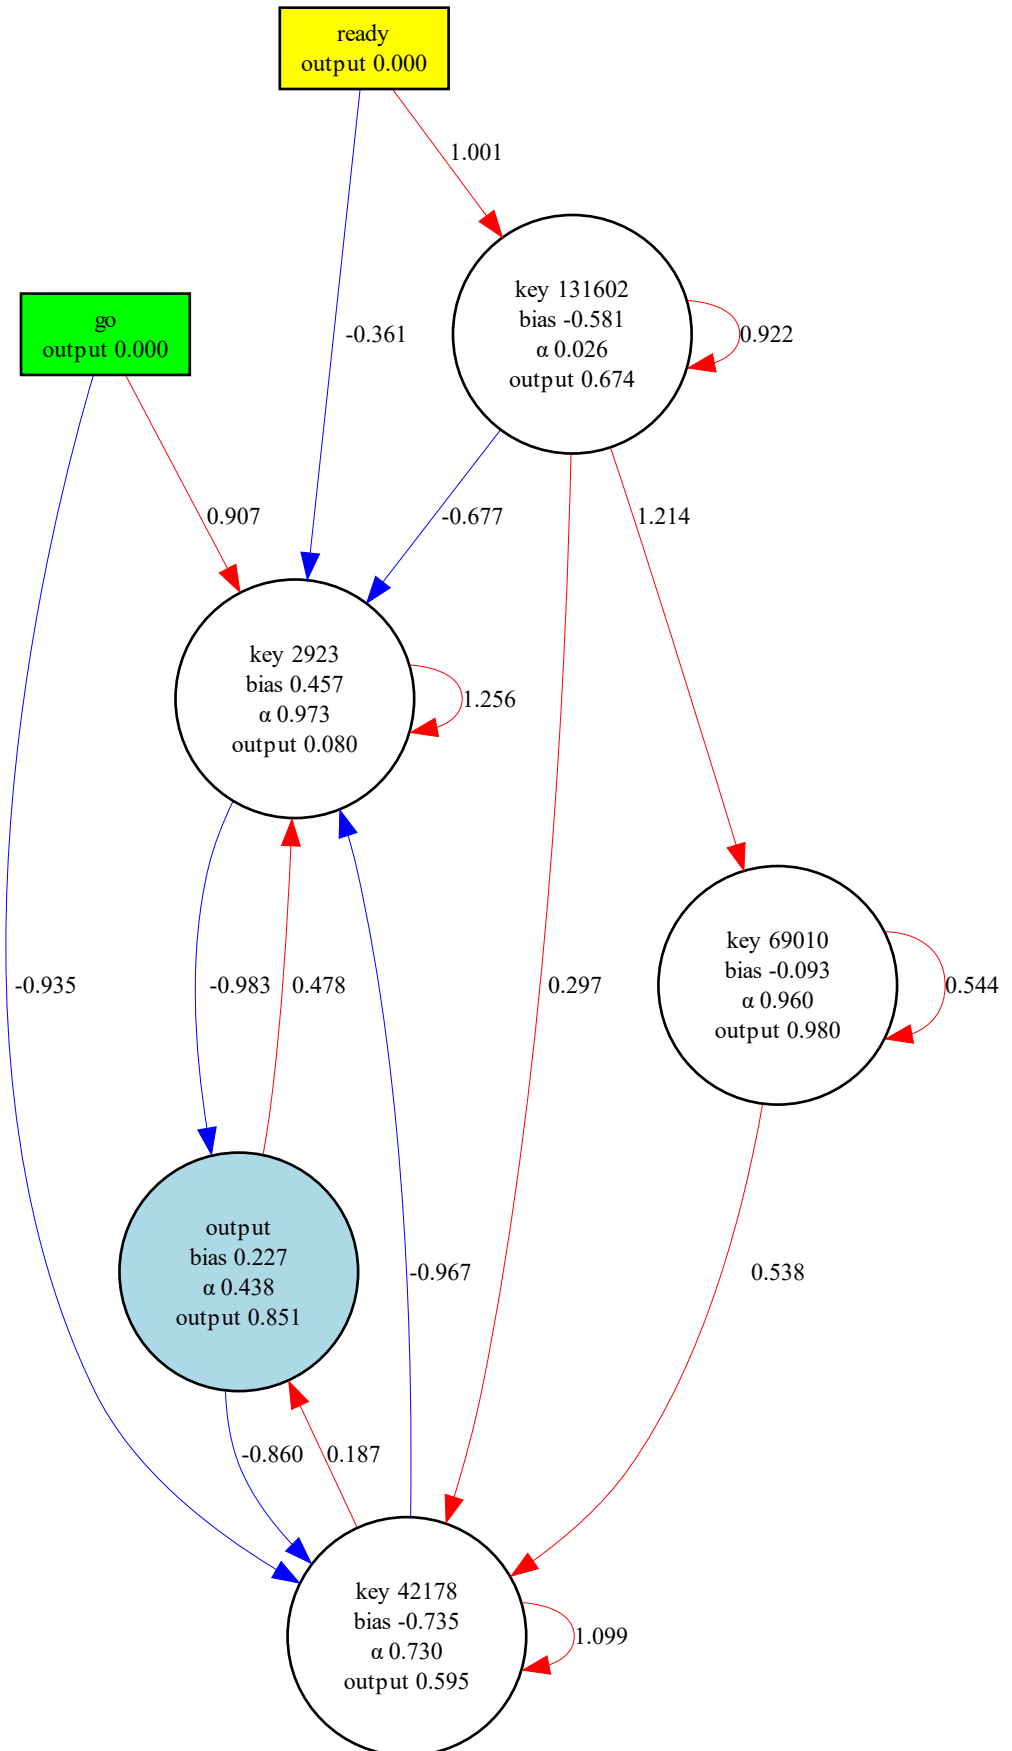 ready
output 0.000
1.001
key 131602
bias -0.581
α 0.026
output 0.674
0.922
go
output 0.000
-0.361
0.907
-0.677
1.214
key 2923
bias 0.457
α 0.973
output 0.080
1.256
key 69010
bias -0.093
α 0.960
output 0.980
0.544
-0.935
-0.983
0.478
0.297
output
bias 0.227
α 0.438
output 0.851
-0.967
0.538
-0.860
0.187
key 42178
bias -0.735
α 0.730
output 0.595
1.099